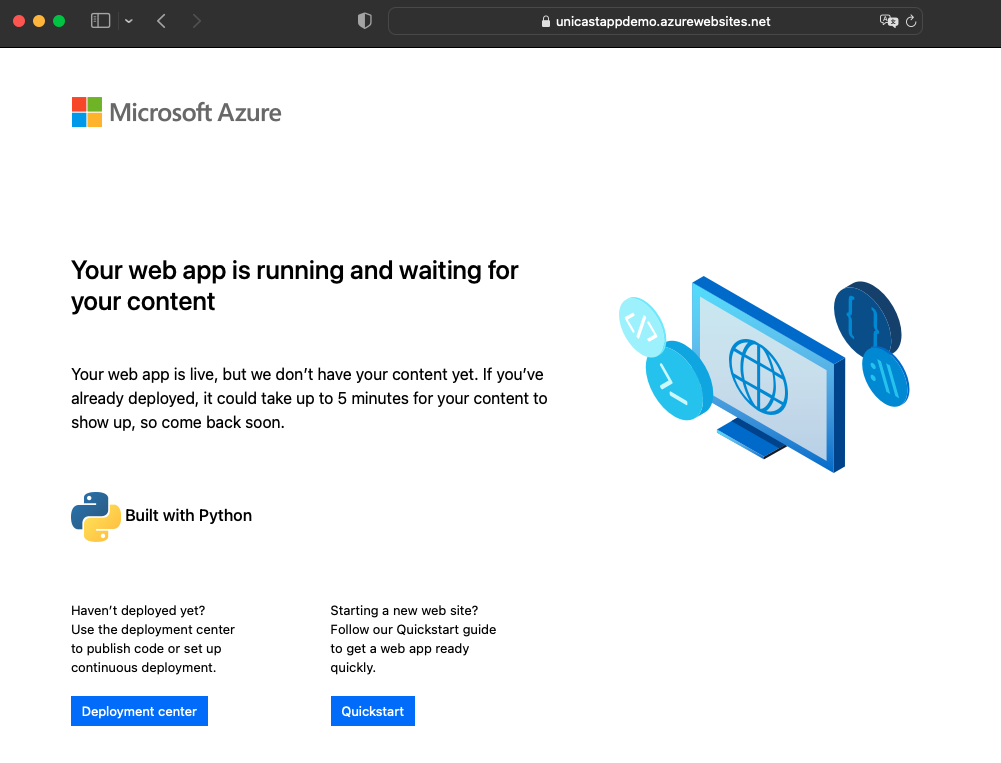 unicastappdemo.azurewebsites.net
Microsoft Azure
Your web app is running and waiting for
your content
Your web app is live, but we don’t have your content yet. If you’ve
already deployed, it could take up to 5 minutes for your content to
show up, so come back soon.
Built with Python
Haven’t deployed yet?
Use the deployment center
to publish code or set up
continuous deployment.
Deployment center
Starting a new web site?
Follow our Quickstart guide
to get a web app ready
quickly.
Quickstart